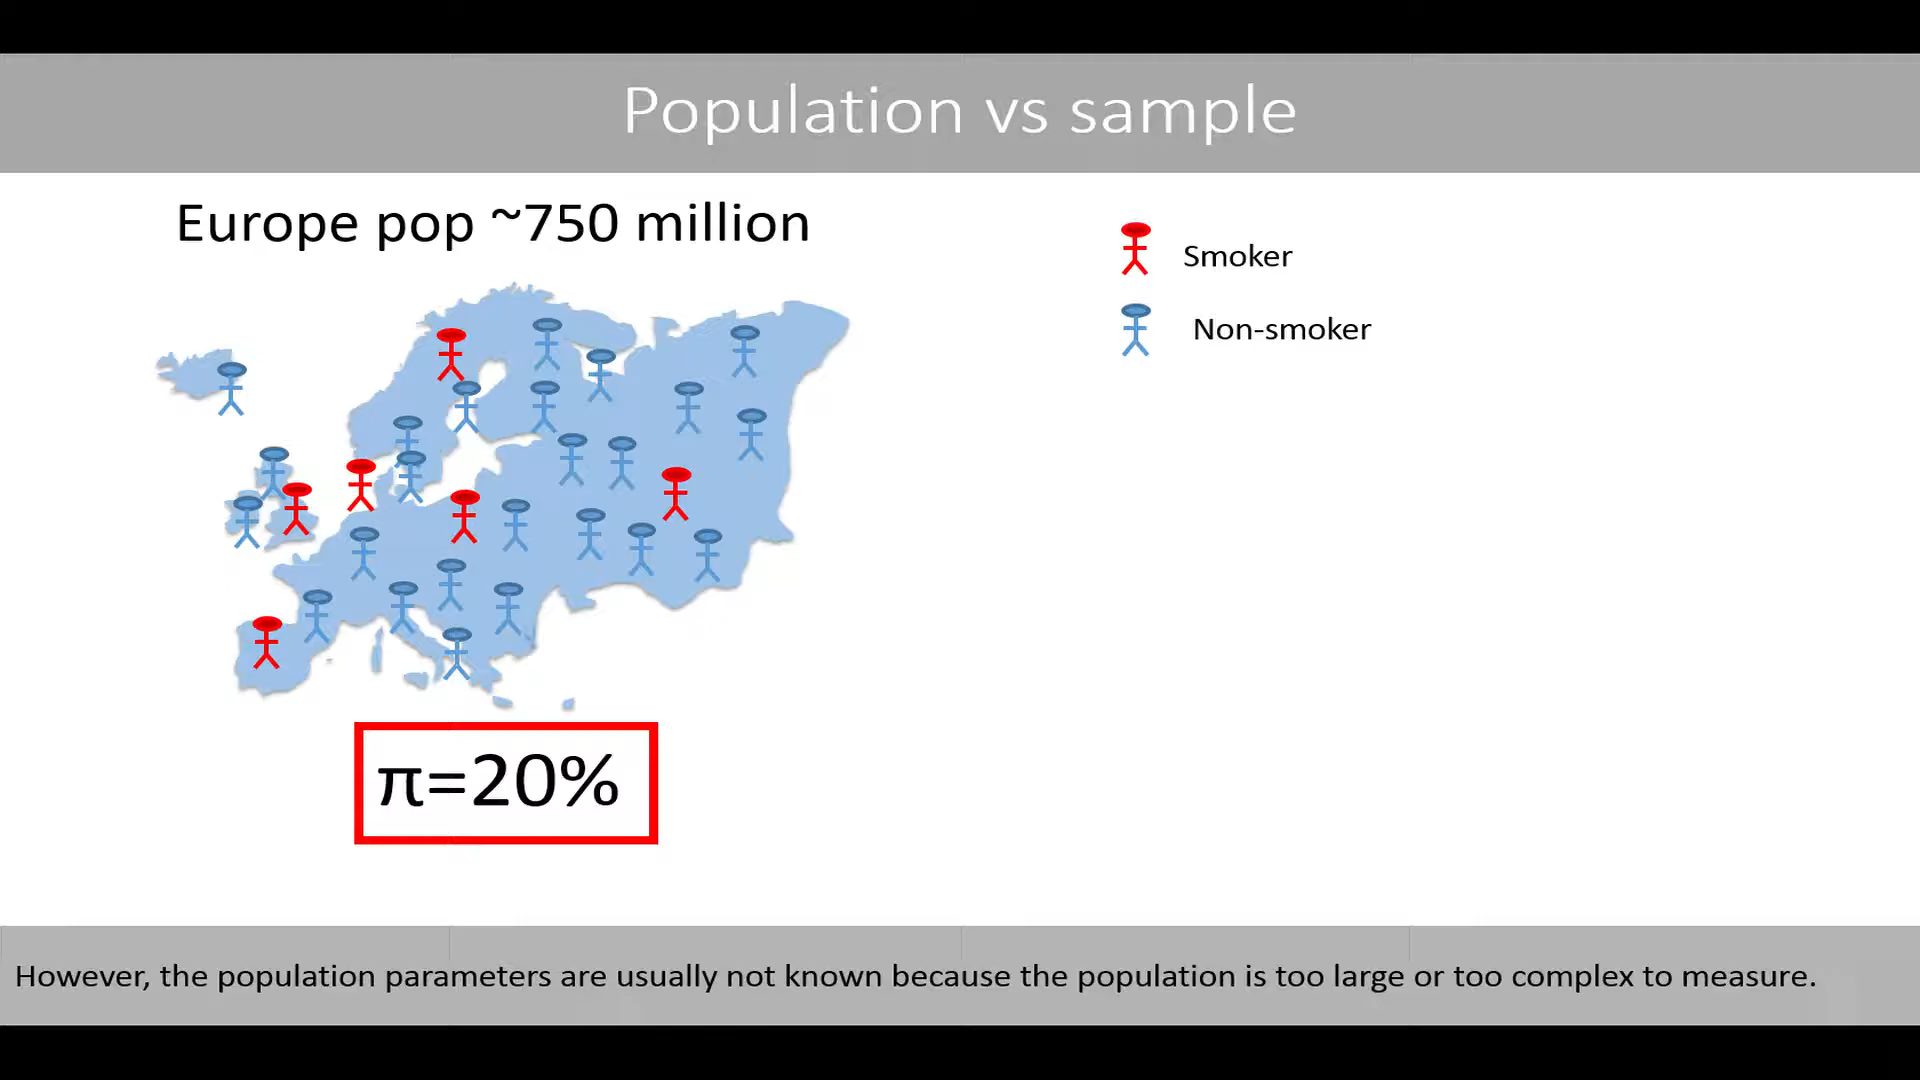 Population vs sample
Europe pop ~750 million
Smoker
Non-smoker
π=20%
However, the population parameters are usually not known because the population is too large or too complex to measure.